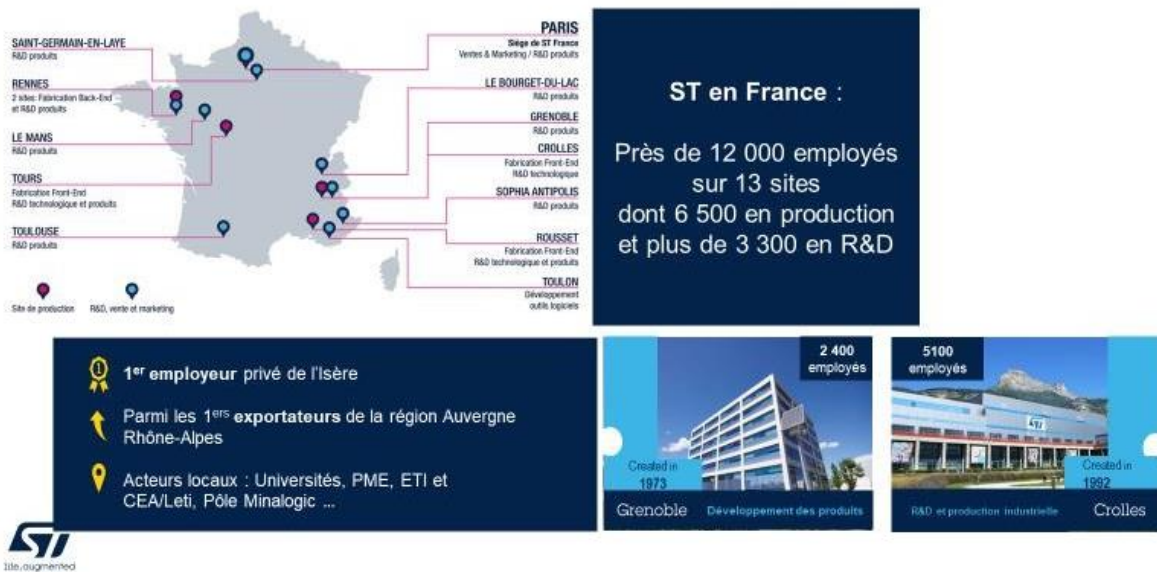 SAINT-GERMAIN-EN-LAYE
R&D produits
RENNES
2 sites: Fabrication Back-End
et R&D produits
LE MANS
R&D produits
TOURS
Fabrication Front-End
R&D technologique et produits
TOULOUSE
R&D produits
Site de production
R&D, vente et marketing
PARIS
Siège de ST France
Ventes & Marketing / R&D produits
LE BOURGET-DU-LAC
R&D produits
GRENOBLE
R&D produits
CROLLES
Fabrication Front-End
R&D technologique
SOPHIA ANTIPOLIS
R&D produits
ROUSSET
Fabrication Front-End
R&D technologique et produits
TOULON
Développement
outils logiciels
ST en France :
Près de 12 000 employés
sur 13 sites
dont 6 500 en production
et plus de 3 300 en R&D
1
1er employeur privé de l'Isère
Parmi les 1ers exportateurs de la région Auvergne
Rhône-Alpes
Acteurs locaux : Universités, PME, ETI et
CEA/Leti, Pôle Minalogic ...
2 400
employés
Created in
1973
Grenoble
Développement des produits
5100
employés
ST
Created in
1992
R&D et production industrielle
Crolles
ST
life.augmented